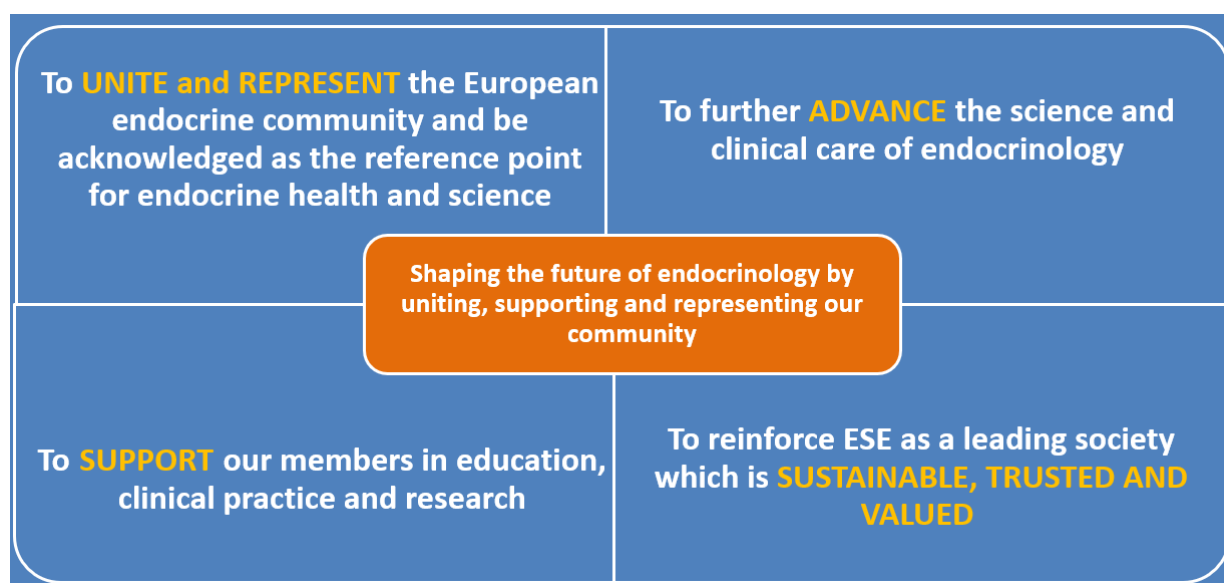 To UNITE and REPRESENT the European
endocrine community and be
acknowledged as the reference point
for endocrine health and science
To further ADVANCE the science and
clinical care of endocrinology
Shaping the future of endocrinology by
uniting, supporting and representing our
community
To SUPPORT our members in education,
clinical practice and research
To reinforce ESE as a leading society
which is SUSTAINABLE, TRUSTED AND
VALUED